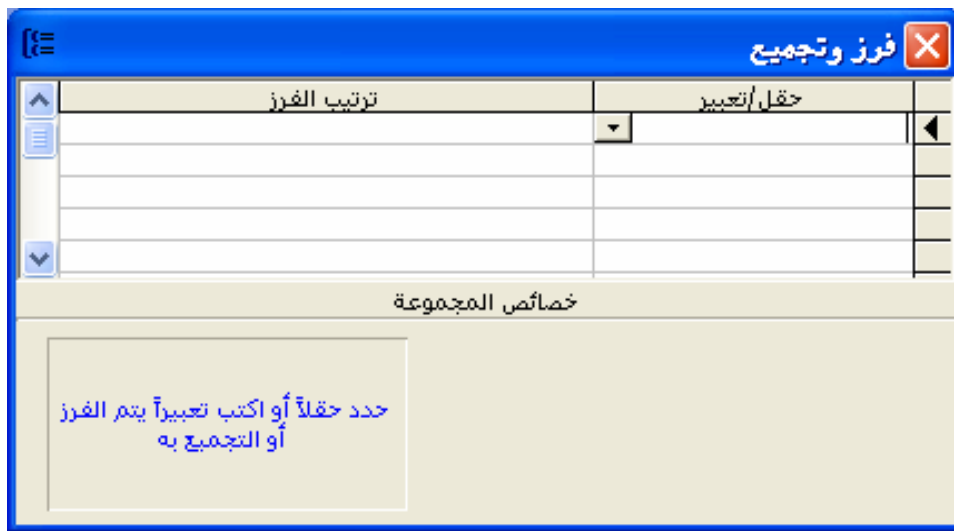 فرز وتجميع
حقل/تعبير ترتيب الفرز
خصائص المجموعة
حدد حقلاً أو اكتب تعبيراً يتم الفرز
أو التجميع به